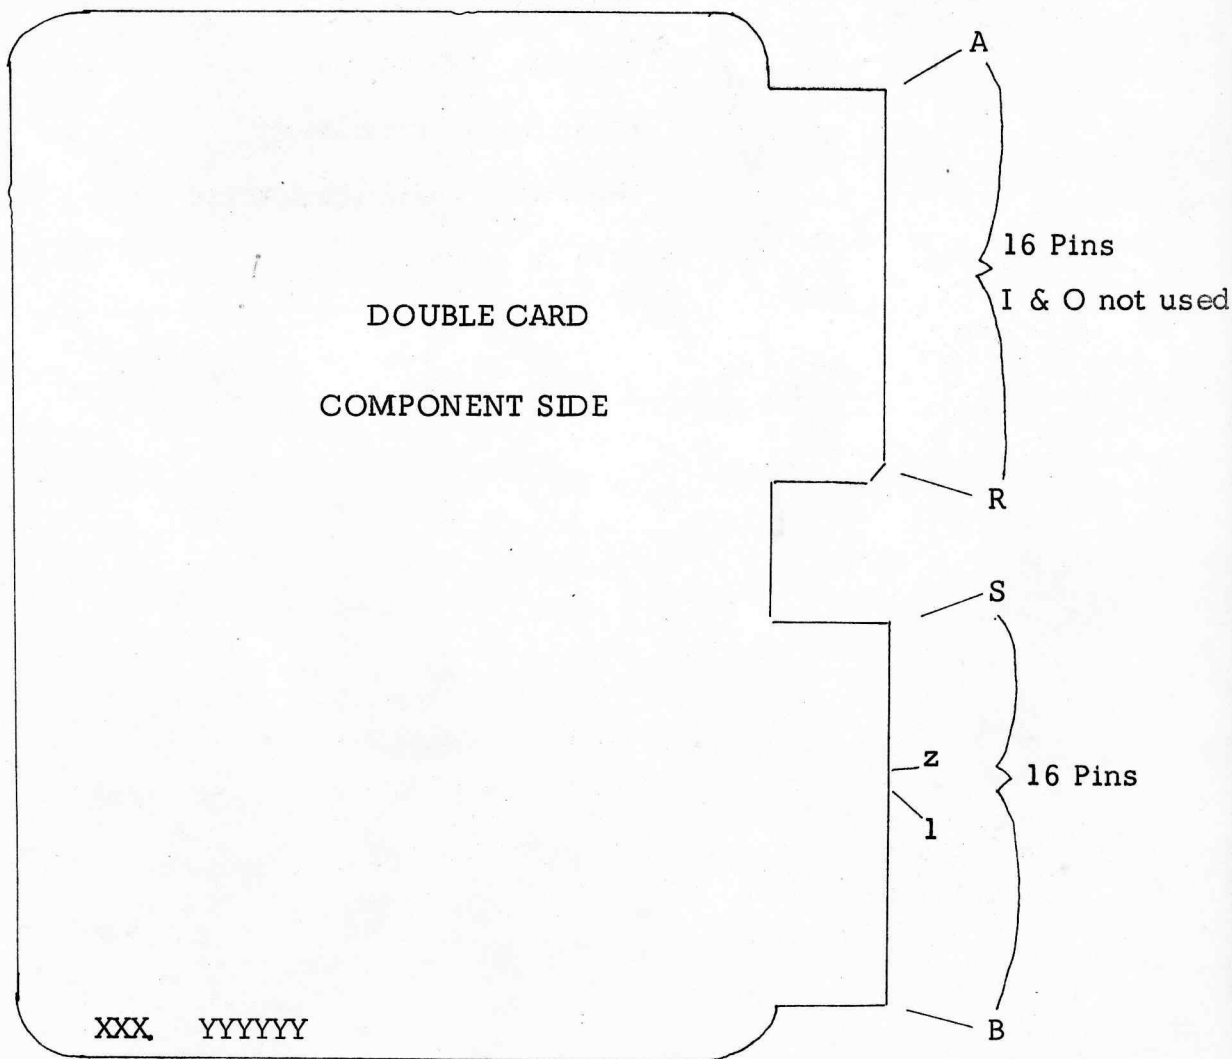 A
16 Pins
I & O not used
DOUBLE CARD
COMPONENT SIDE
R
S
z
16 Pins
1
XXX. YYYYYY
B